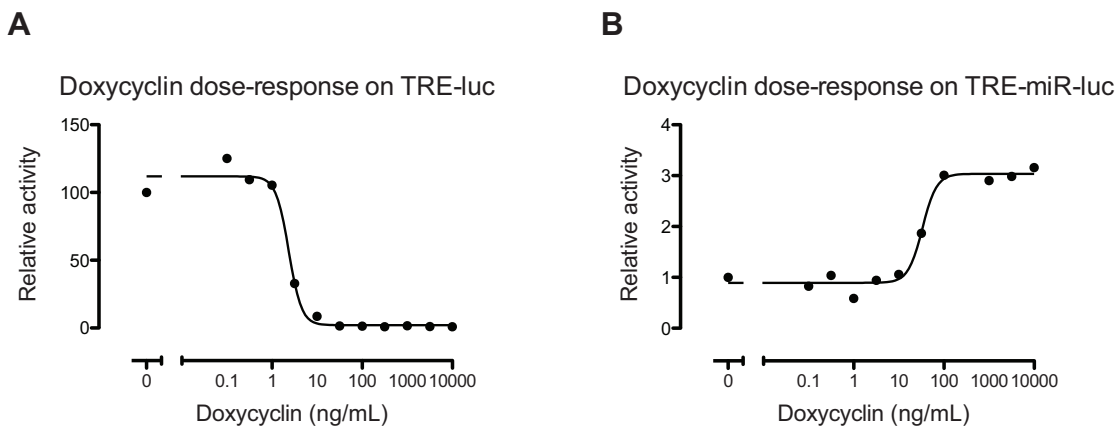 A
Doxycyclin dose-response on TRE-luc
150
100
50
0
Relative activity
0 0.1 1 10 100 1000 10000
Doxycyclin (ng/mL)
B
Doxycyclin dose-response on TRE-miR-luc
4
3
2
1
0
Relative activity
0 0.1 1 10 100 1000 10000
Doxycyclin (ng/mL)